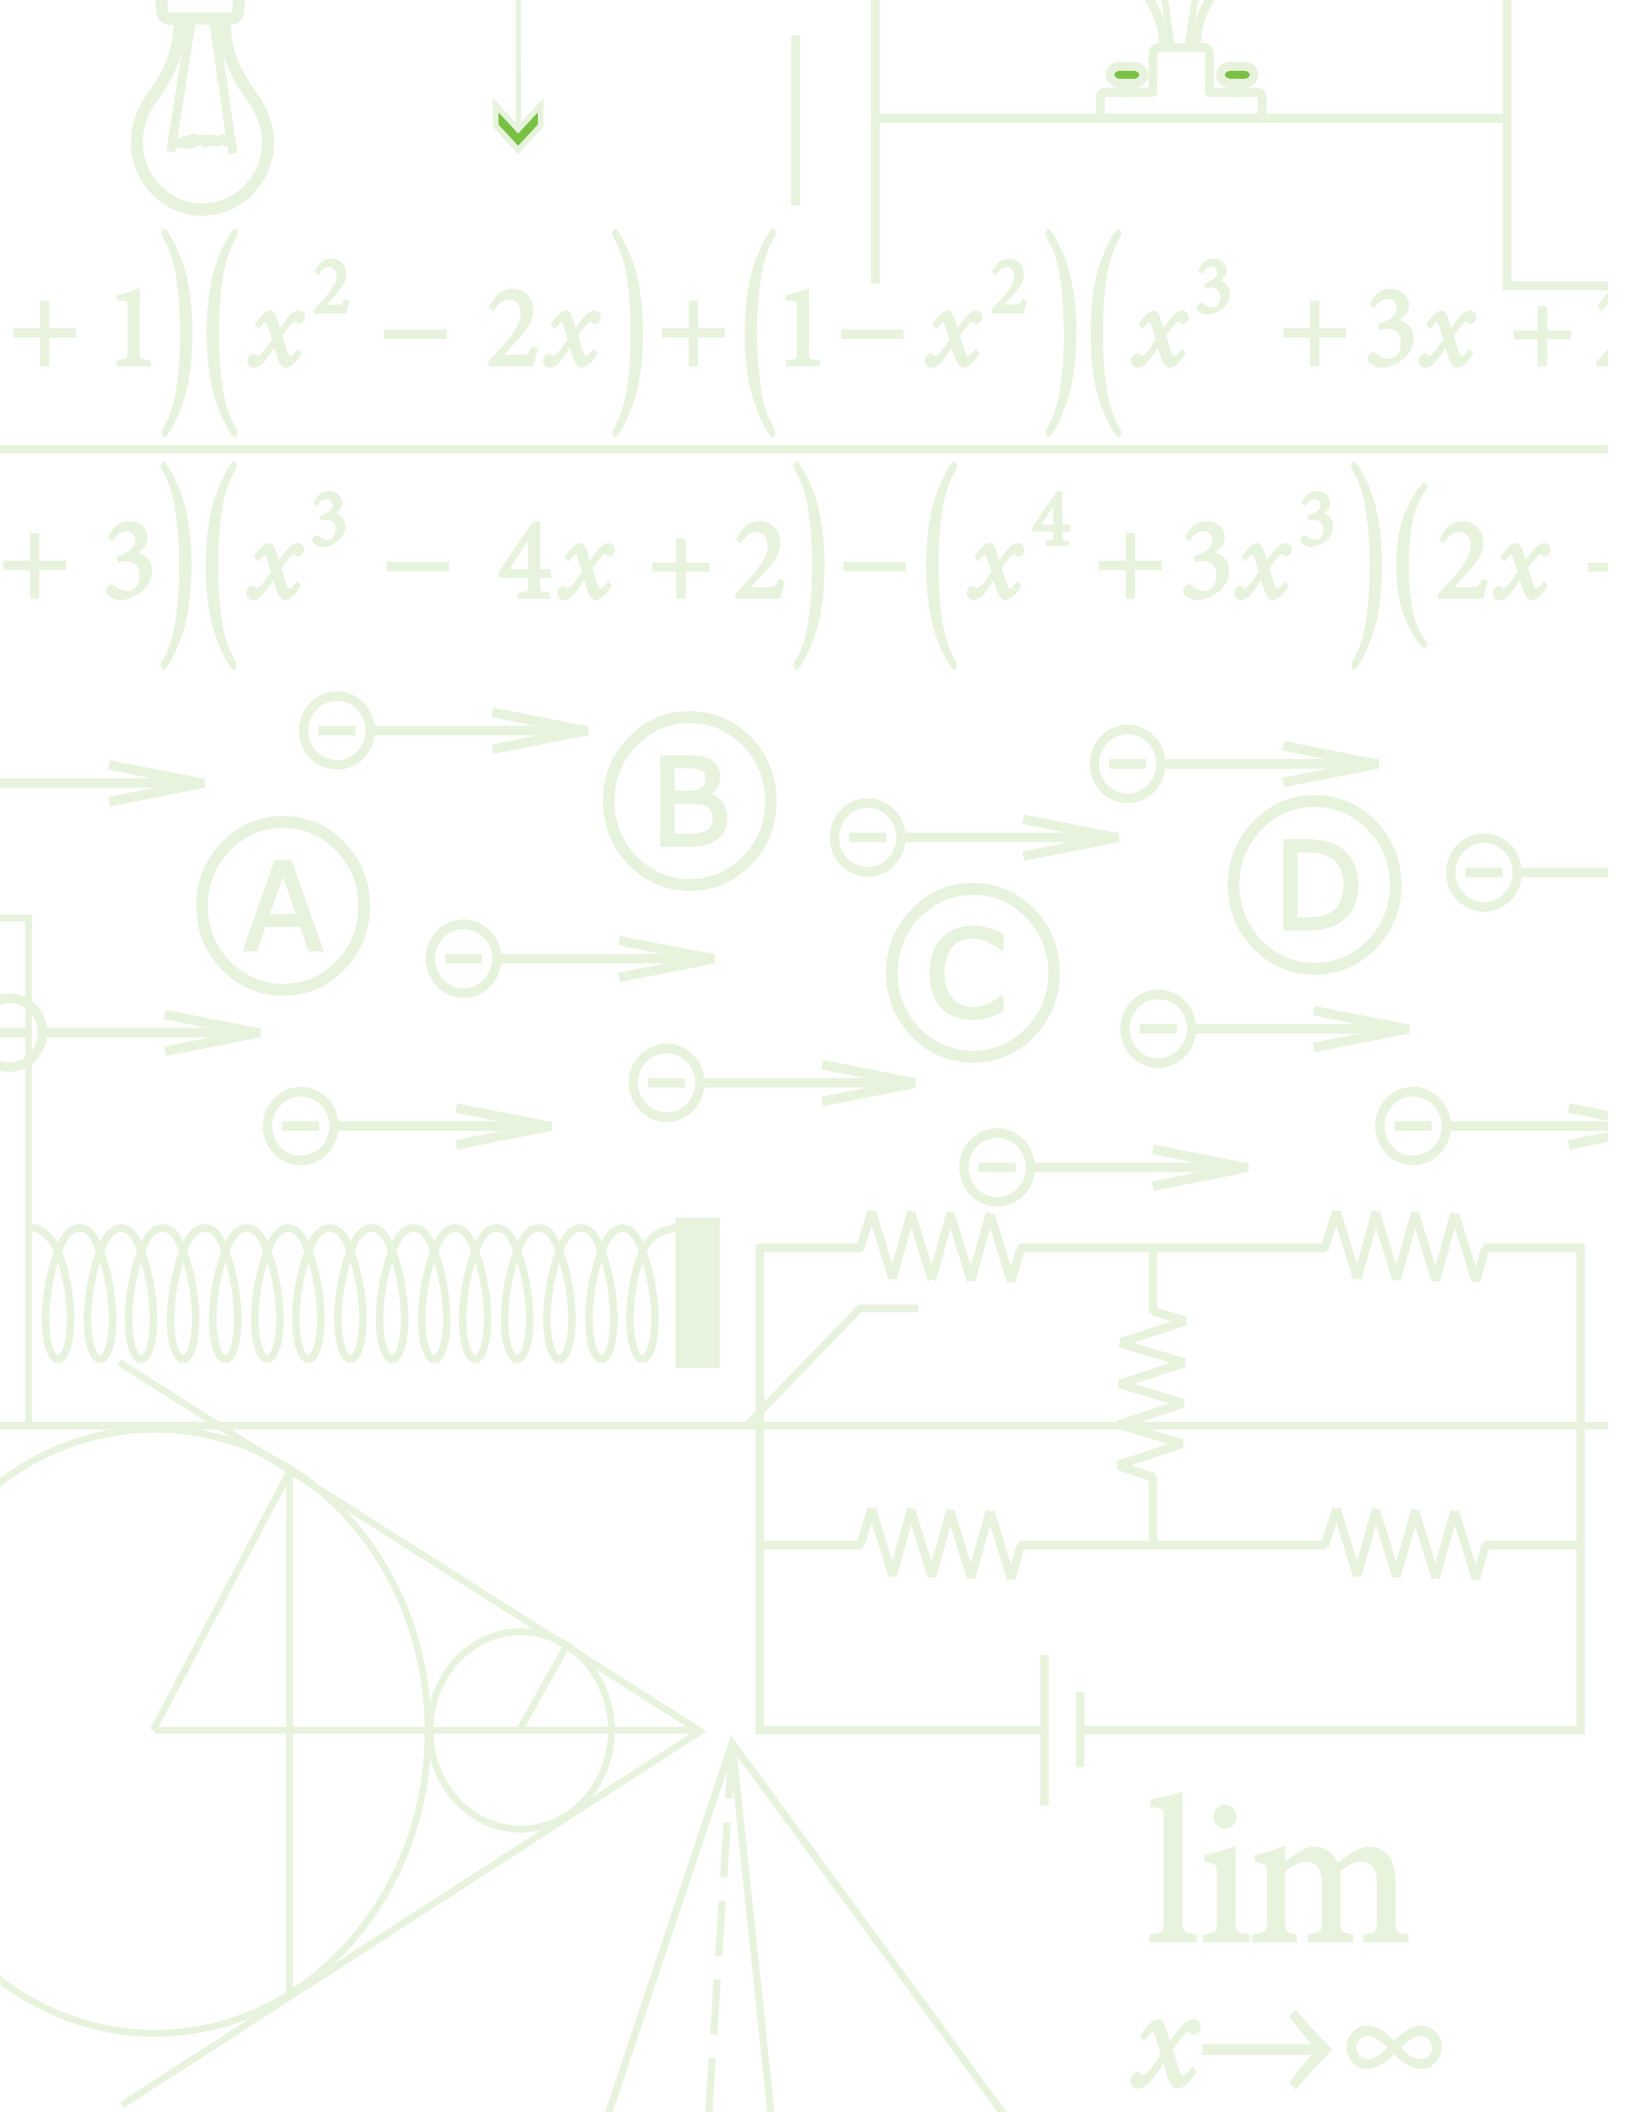 + 1)(x² − 2x) + (1 − x²)(x³ + 3x +
+ 3)(x³ − 4x + 2) − (x⁴ + 3x³)(2x −
B
D
A
C
lim
x→∞